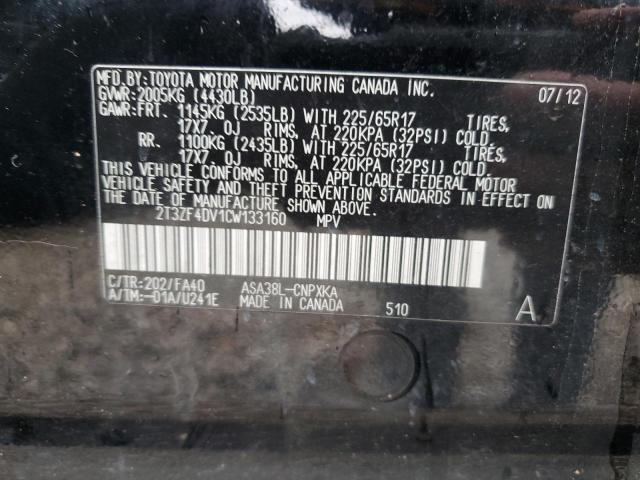 MFD.BY:TOYOTA MOTOR MANUFACTURING CANADA INC. 07/12
GVWR:2005KG (4430LB)
GAWR:FRT. 1145KG (2535LB) WITH 225/65R17 TIRES,
17X7.0J RIMS, AT 220KPA (32PSI) COLD.
RR. 1100KG (2435LB) WITH 225/65R17 TIRES,
17X7.0J RIMS, AT 220KPA (32PSI) COLD.
THIS VEHICLE CONFORMS TO ALL APPLICABLE FEDERAL MOTOR
VEHICLE SAFETY AND THEFT PREVENTION STANDARDS IN EFFECT ON
THE DATE OF MANUFACTURE SHOWN ABOVE.
2T3ZF4DV1CW133160 MPV
C/TR:202/FA40 ASA38L-CNPXKA
A/TM:-01A/U241E MADE IN CANADA 510 A